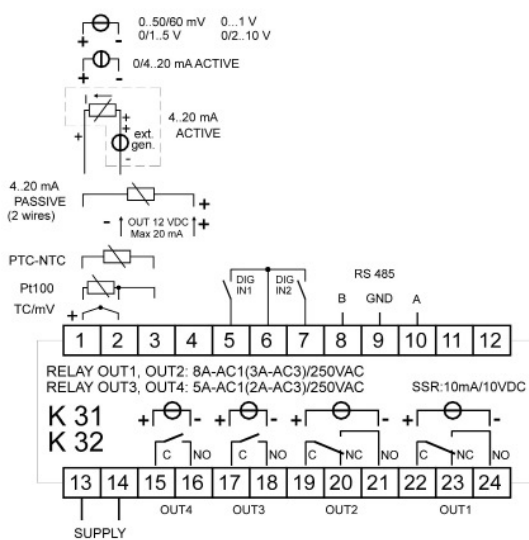 0..50/60 mV 0...1 V
0/1..5 V 0/2..10 V
+ -
0/4..20 mA ACTIVE
+ -
I
4..20 mA
ACTIVE
+
+
+
ext.
gen.
-
4..20 mA
PASSIVE
(2 wires)
+
- OUT 12 VDC +
Max 20 mA
PTC-NTC
Pt100
TC/mV
+ -
DIG
IN1
DIG
IN2
RS 485
B GND A
1 2 3 4 5 6 7 8 9 10 11 12
RELAY OUT1, OUT2: 8A-AC1(3A-AC3)/250VAC
RELAY OUT3, OUT4: 5A-AC1(2A-AC3)/250VAC
SSR:10mA/10VDC
K 31
K 32
+ - + - + - + -
C NO C NO C NC NO C NC NO
13 14 15 16 17 18 19 20 21 22 23 24
OUT4 OUT3 OUT2 OUT1
SUPPLY